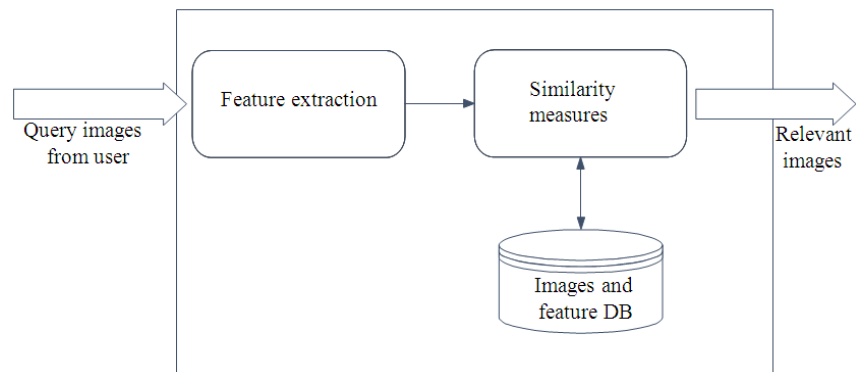 Query images
from user
Feature extraction
Similarity
measures
Relevant
images
Images and
feature DB